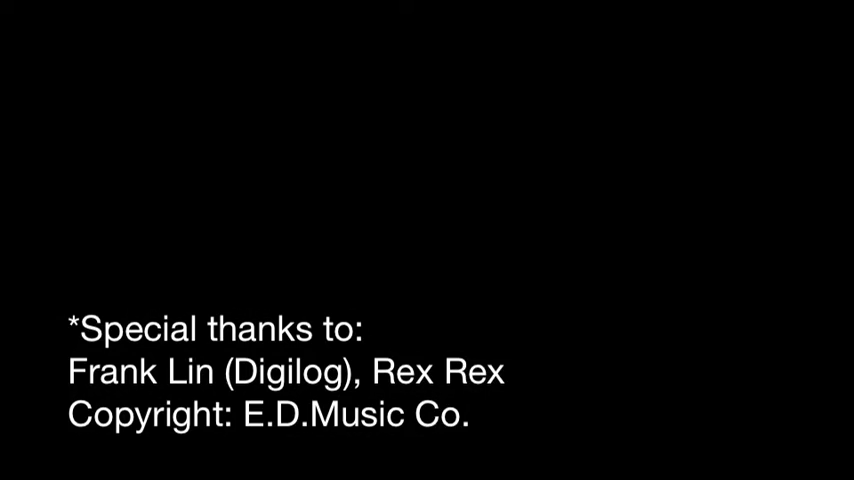 *Special thanks to:
Frank Lin (Digilog), Rex Rex
Copyright: E.D.Music Co.